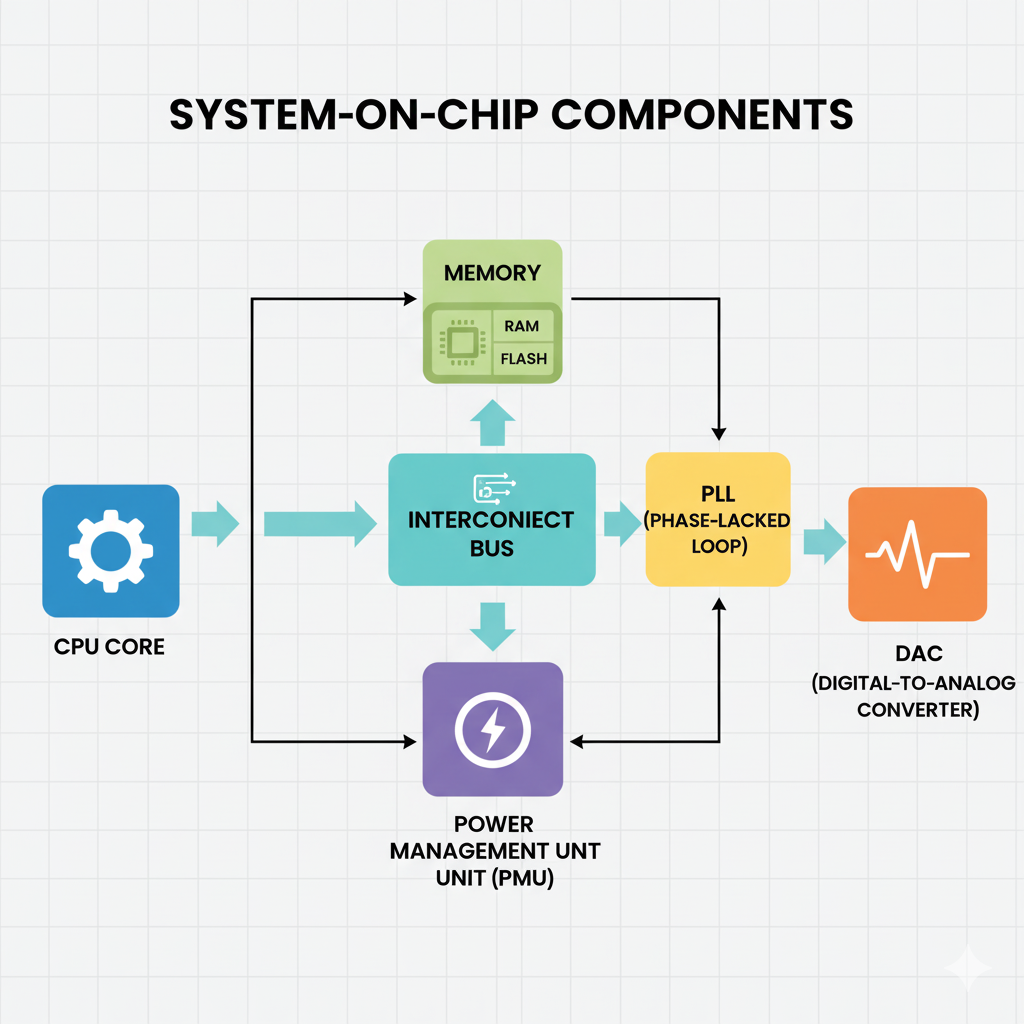 SYSTEM-ON-CHIP COMPONENTS
MEMORY
RAM
FLASH
INTERCONIECT
BUS
PLL
(PHASE-LACKED
LOOP)
CPU CORE
DAC
(DIGITAL-TO-ANALOG
CONVERTER)
POWER
MANAGEMENT UNT
UNIT (PMU)